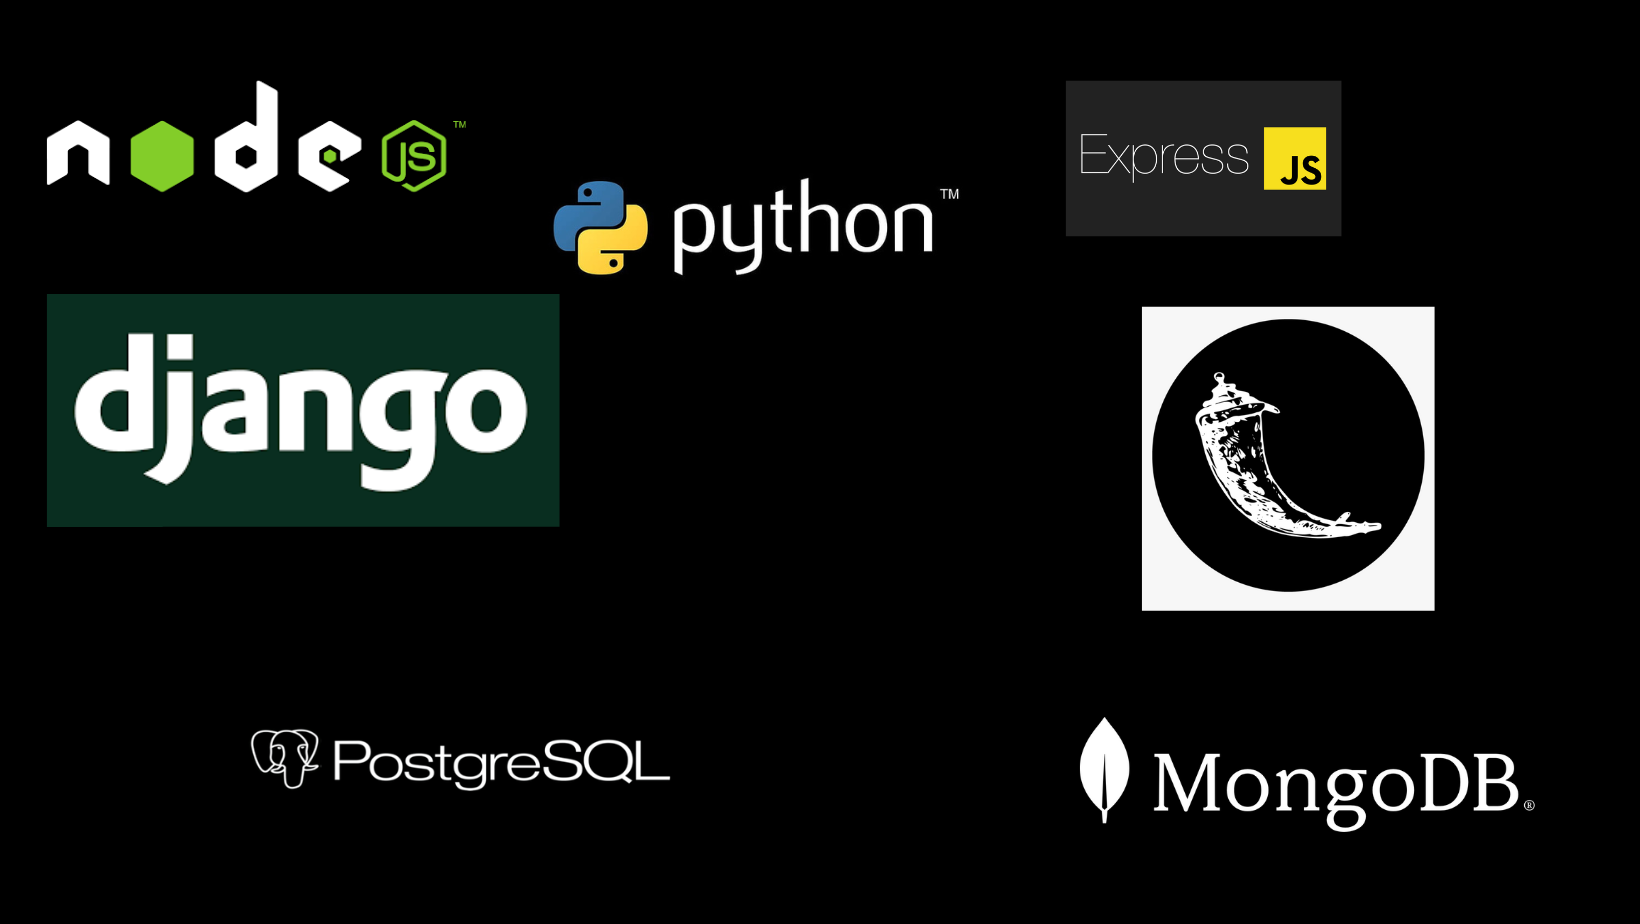 node JS ™
python ™
Express JS
django
PostgreSQL
MongoDB®